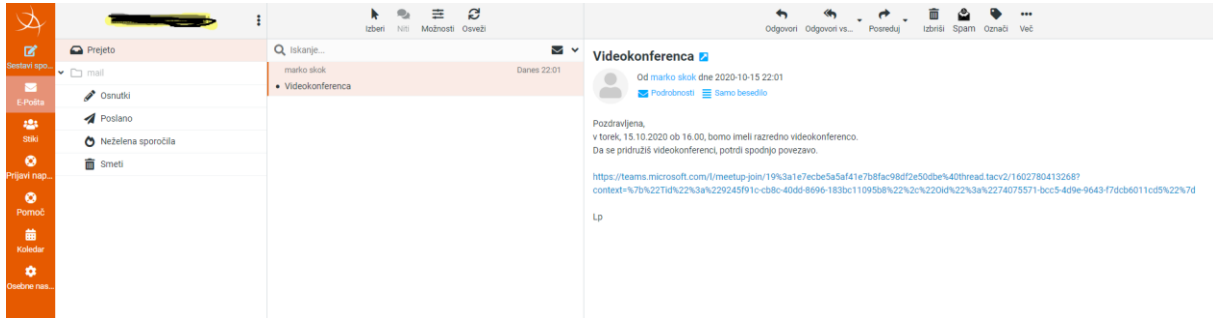 Izberi
Niti
Možnosti
Osveži
Odgovori
Odgovori vs...
Posreduj
Izbriši
Spam
Označi
Več
Sestavi spo...
E-Pošta
Stiki
Prijavi nap...
Pomoč
Koledar
Osebne nas...
Prejeto
mail
Osnutki
Poslano
Neželena sporočila
Smeti
Iskanje...
marko skok
Danes 22:01
• Videokonferenca
Videokonferenca
Od marko skok dne 2020-10-15 22:01
Podrobnosti
Samo besedilo
Pozdravljena,
v torek, 15.10.2020 ob 16.00, bomo imeli razredno videokonferenco.
Da se pridružiš videokonferenci, potrdi spodnjo povezavo.
https://teams.microsoft.com/l/meetup-join/19%3a1e7ecbe5a5af41e7b8fac98df2e50dbe%40thread.tacv2/1602780413268?
context=%7b%22Tid%22%3a%229245f91c-cb8c-40dd-8696-183bc11095b8%22%2c%22Oid%22%3a%2274075571-bcc5-4d9e-9643-f7dcb6011cd5%22%7d
Lp